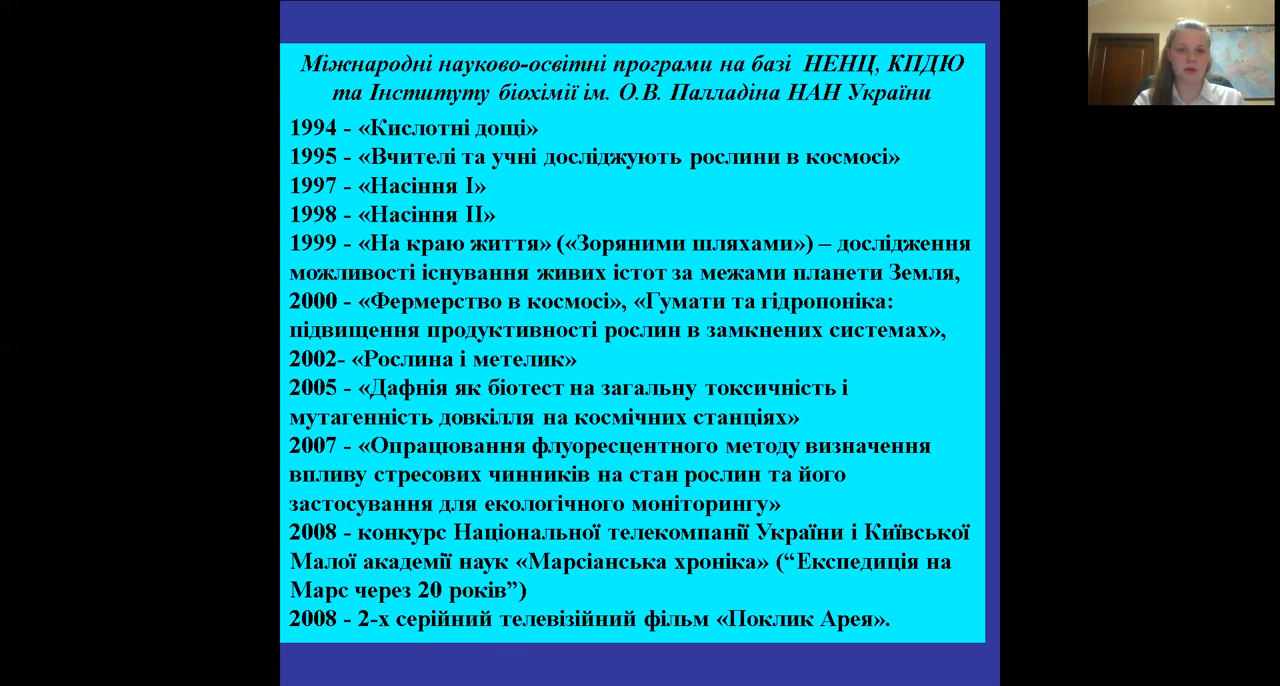 Міжнародні науково-освітні програми на базі НЕНЦ, КПДЮ
та Інституту біохімії ім. О.В. Палладіна НАН України
1994 - «Кислотні дощі»
1995 - «Вчителі та учні досліджують рослини в космосі»
1997 - «Насіння І»
1998 - «Насіння ІІ»
1999 - «На краю життя» («Зоряними шляхами») – дослідження
можливості існування живих істот за межами планети Земля,
2000 - «Фермерство в космосі», «Гумати та гідропоніка:
підвищення продуктивності рослин в замкнених системах»,
2002- «Рослина і метелик»
2005 - «Дафнія як біотест на загальну токсичність і
мутагенність довкілля на космічних станціях»
2007 - «Опрацювання флуоресцентного методу визначення
впливу стресових чинників на стан рослин та його
застосування для екологічного моніторингу»
2008 - конкурс Національної телекомпанії України і Київської
Малої академії наук «Марсіанська хроніка» (“Експедиція на
Марс через 20 років”)
2008 - 2-х серійний телевізійний фільм «Поклик Арея».